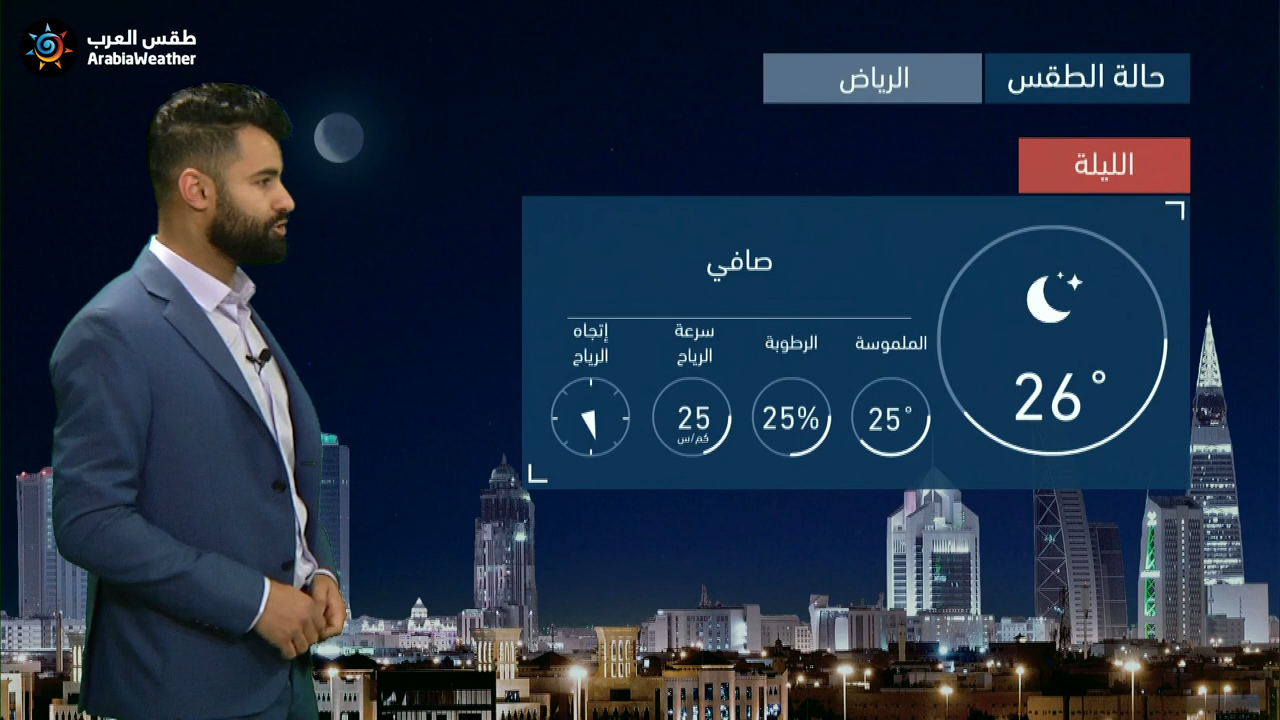 طقس العرب
ArabiaWeather
حالة الطقس
الرياض
الليلة
26°
صافي
الملموسة
25°
الرطوبة
25%
سرعة
الرياح
25
كم/س
إتجاه
الرياح